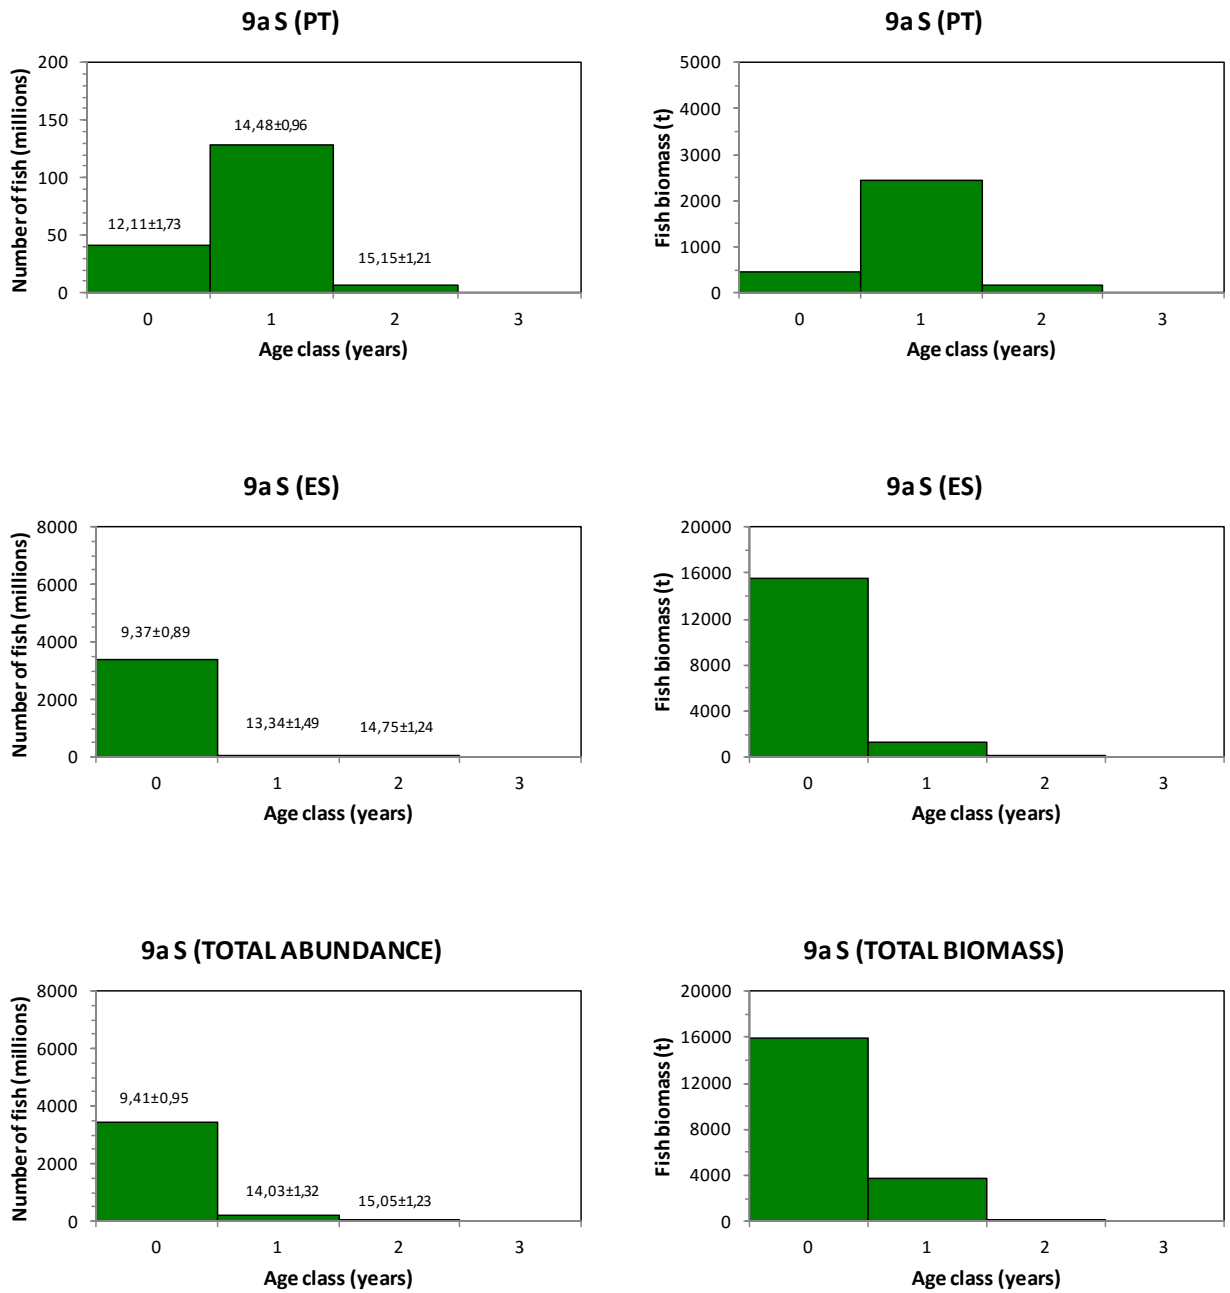 9a S (PT)
Number of fish (millions)
200
150
100
50
0
12,11±1,73
14,48±0,96
15,15±1,21
0 1 2 3
Age class (years)
9a S (PT)
Fish biomass (t)
5000
4000
3000
2000
1000
0
0 1 2 3
Age class (years)
9a S (ES)
Number of fish (millions)
8000
6000
4000
2000
0
9,37±0,89
13,34±1,49
14,75±1,24
0 1 2 3
Age class (years)
9a S (ES)
Fish biomass (t)
20000
16000
12000
8000
4000
0
0 1 2 3
Age class (years)
9a S (TOTAL ABUNDANCE)
Number of fish (millions)
8000
6000
4000
2000
0
9,41±0,95
14,03±1,32
15,05±1,23
0 1 2 3
Age class (years)
9a S (TOTAL BIOMASS)
Fish biomass (t)
20000
16000
12000
8000
4000
0
0 1 2 3
Age class (years)